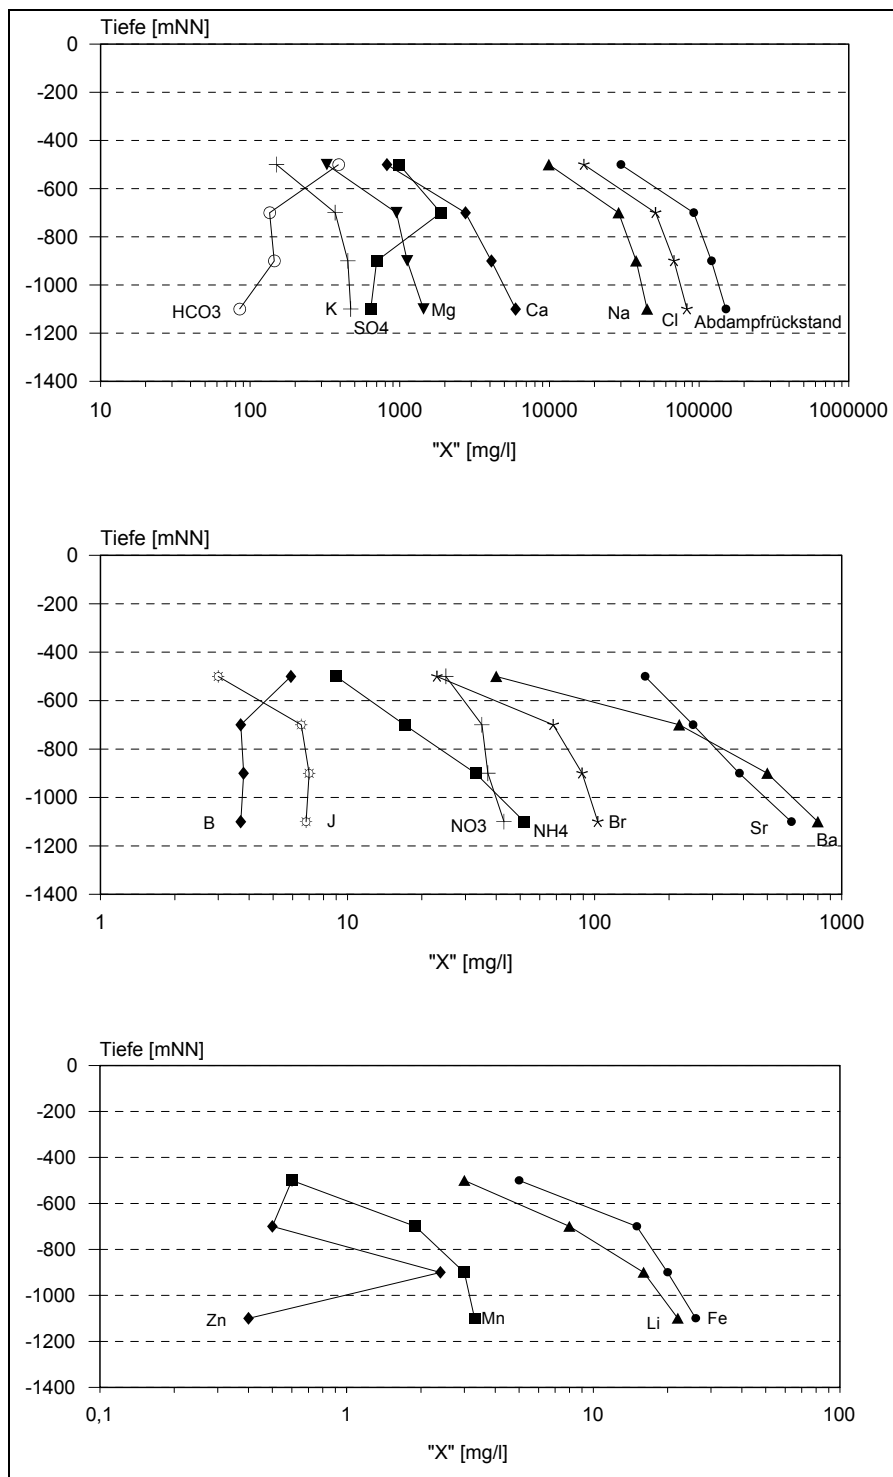 Tiefe [mNN]
0
-200
-400
-600
-800
-1000
-1200
-1400
HCO3
K
SO4
Mg
Ca
Na
Cl
Abdampfrückstand
10 100 1000 10000 100000 1000000
"X" [mg/l]
Tiefe [mNN]
0
-200
-400
-600
-800
-1000
-1200
-1400
B
J
NO3
NH4
Br
Sr
Ba
1 10 100 1000
"X" [mg/l]
Tiefe [mNN]
0
-200
-400
-600
-800
-1000
-1200
-1400
Zn
Mn
Li
Fe
0,1 1 10 100
"X" [mg/l]